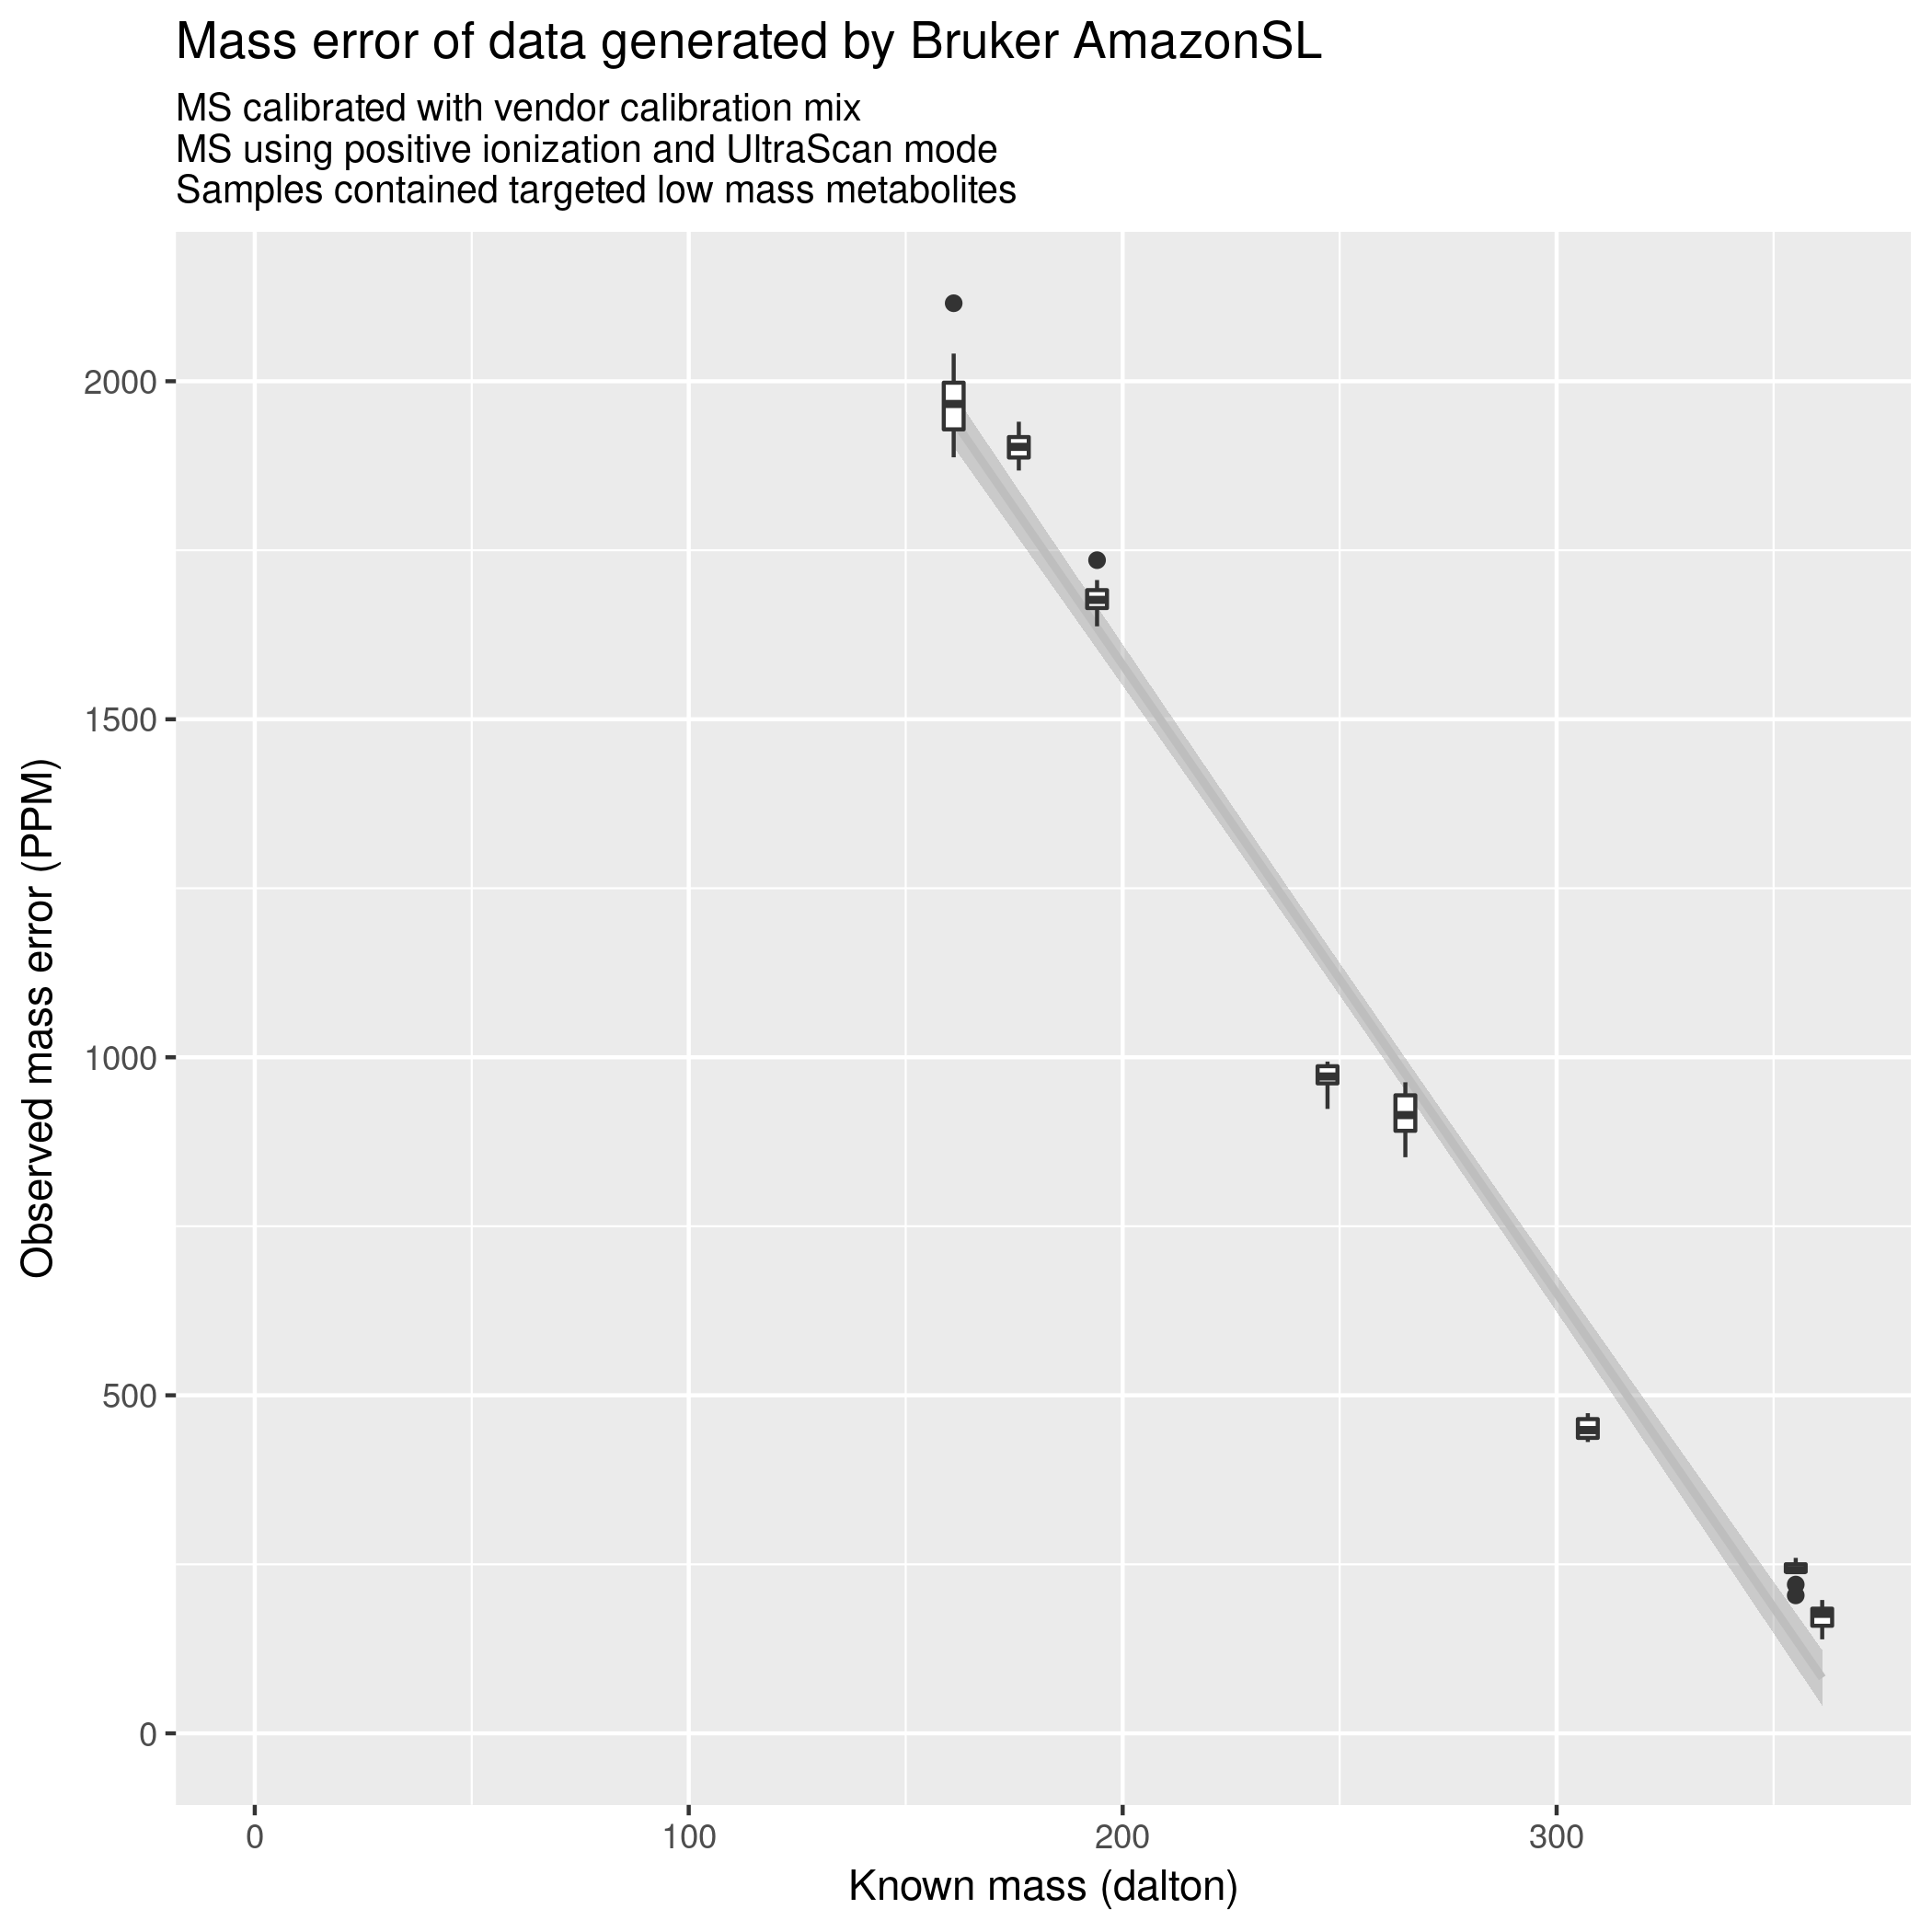 Mass error of data generated by Bruker AmazonSL
MS calibrated with vendor calibration mix
MS using positive ionization and UltraScan mode
Samples contained targeted low mass metabolites
Observed mass error (PPM)
2000
1500
1000
500
0
0 100 200 300
Known mass (dalton)